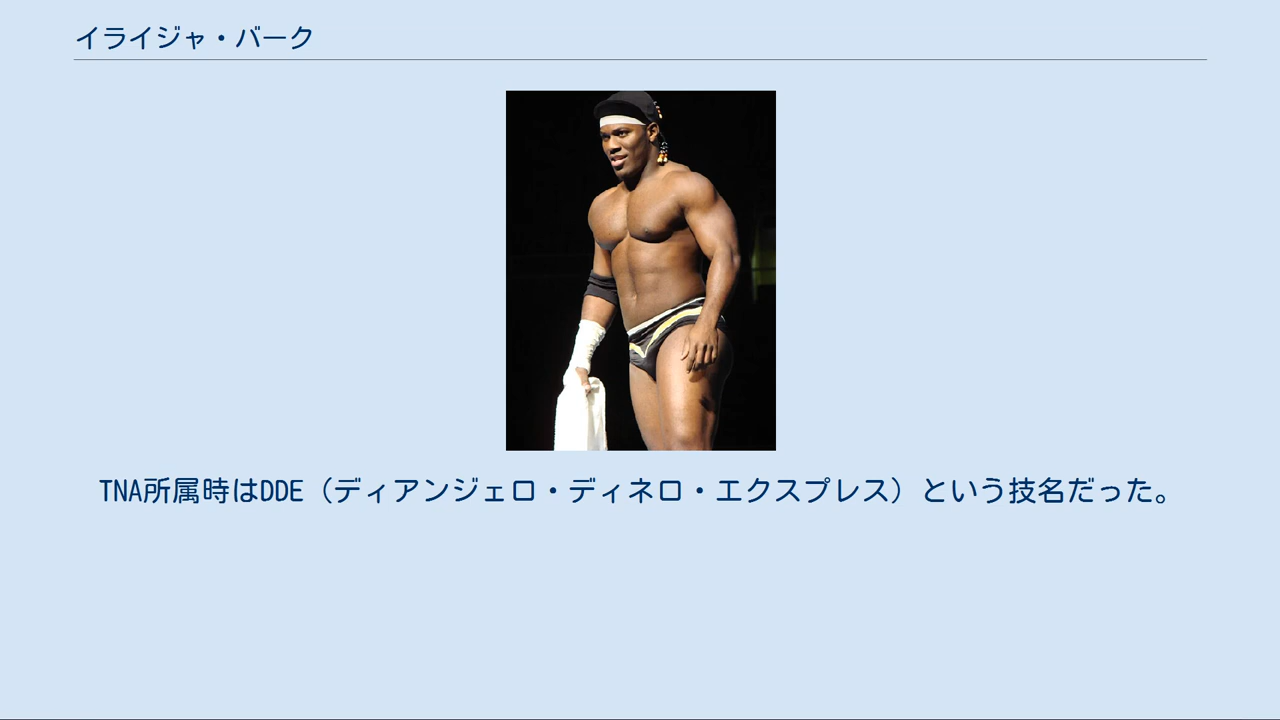 イライジャ・バーク
TNA所属時はDDE（ディアンジェロ・ディネロ・エクスプレス）という技名だった。